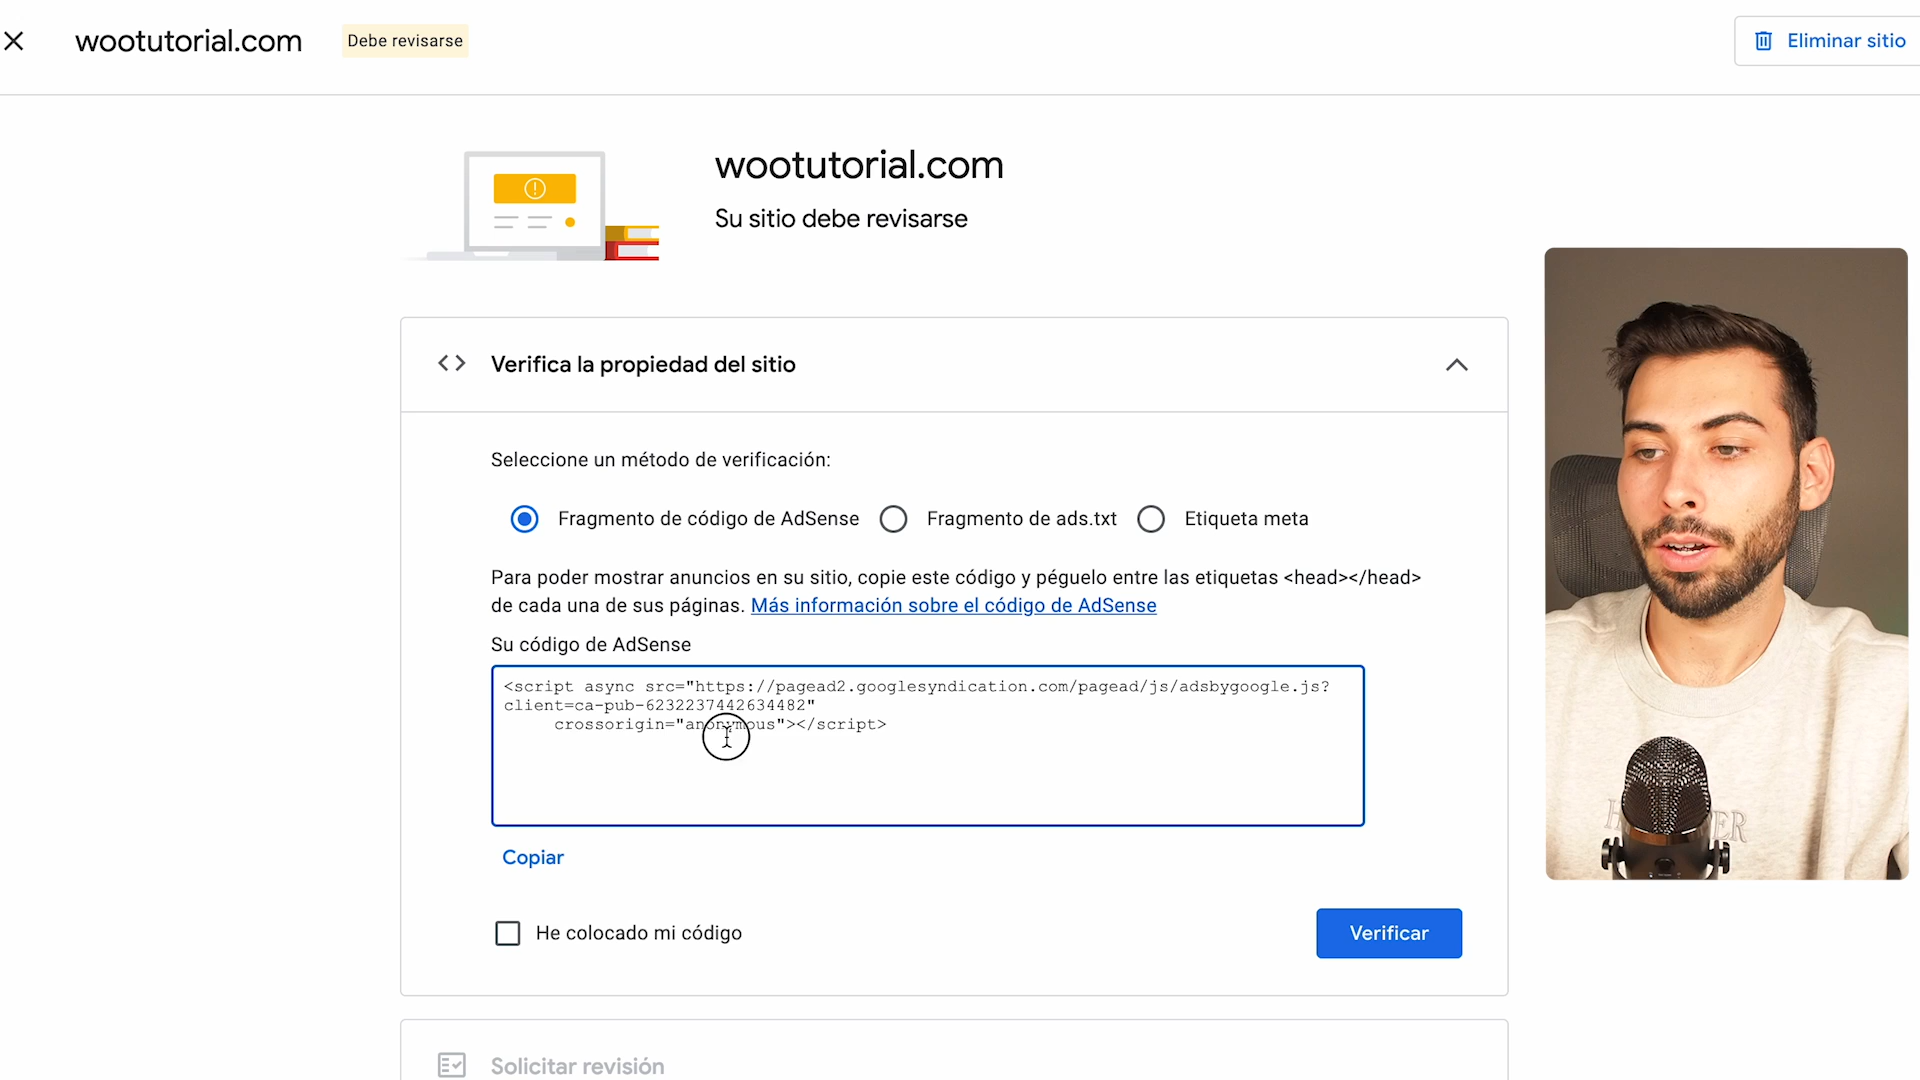 wootutorial.com
Debe revisarse
Eliminar sitio
wootutorial.com
Su sitio debe revisarse
Verifica la propiedad del sitio
Seleccione un método de verificación:
Fragmento de código de AdSense
Fragmento de ads.txt
Etiqueta meta
Para poder mostrar anuncios en su sitio, copie este código y péguelo entre las etiquetas <head></head>
de cada una de sus páginas. Más información sobre el código de AdSense
Su código de AdSense
<script async src="https://pagead2.googlesyndication.com/pagead/js/adsbygoogle.js?
client=ca-pub-6232237442634482"
crossorigin="anonymous"></script>
Copiar
He colocado mi código
Verificar
Solicitar revisión